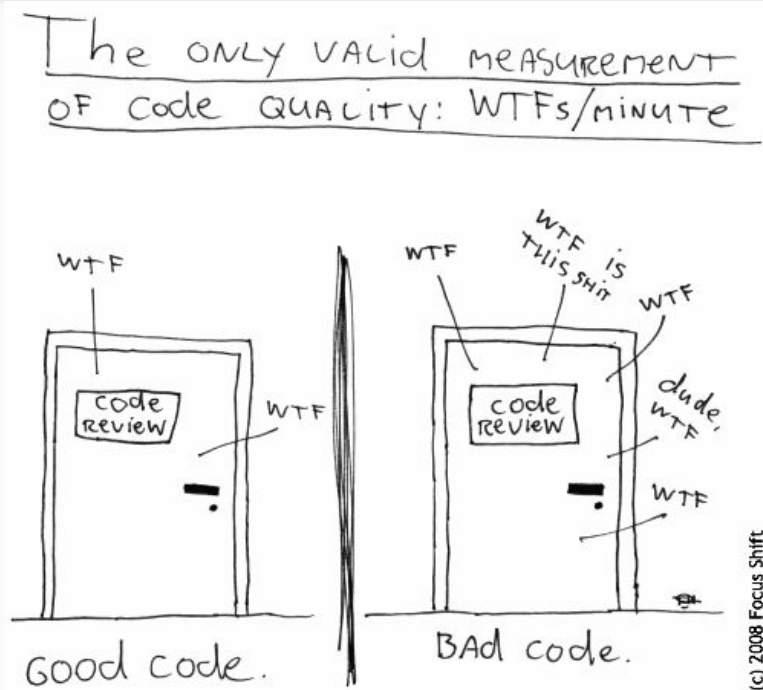 The ONLY VALid MEASUREMENT
OF Code QUALITY: WTFs/MINUTE
WTF
code
REVIEW
WTF
GOOD CODE.
WTF
WTF is
THIS SHIT
WTF
code
REVIEW
dude,
WTF
WTF
BAd CODE.
(c) 2008 Focus Shift